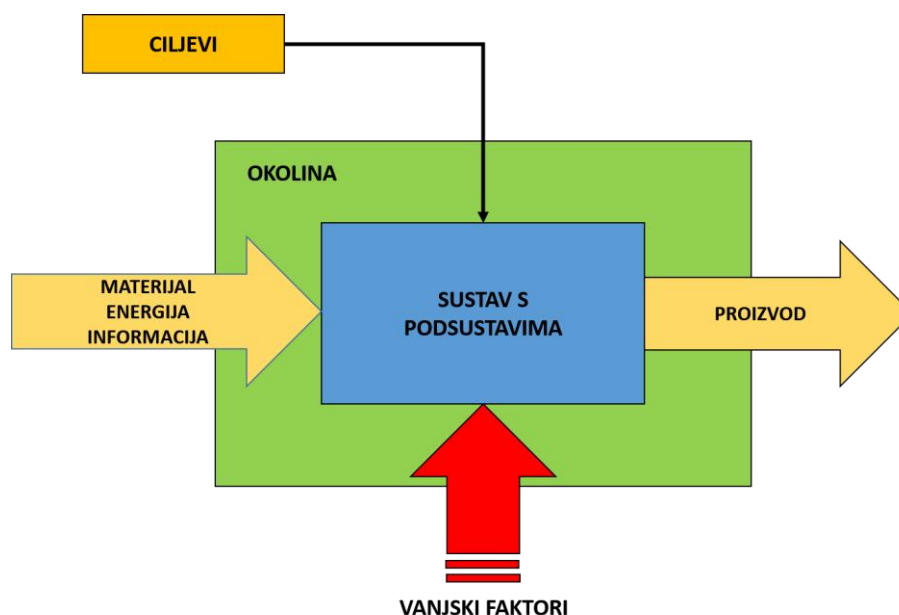 CILJEVI
OKOLINA
MATERIJAL
ENERGIJA
INFORMACIJA
SUSTAV S
PODSUSTAVIMA
PROIZVOD
VANJSKI FAKTORI